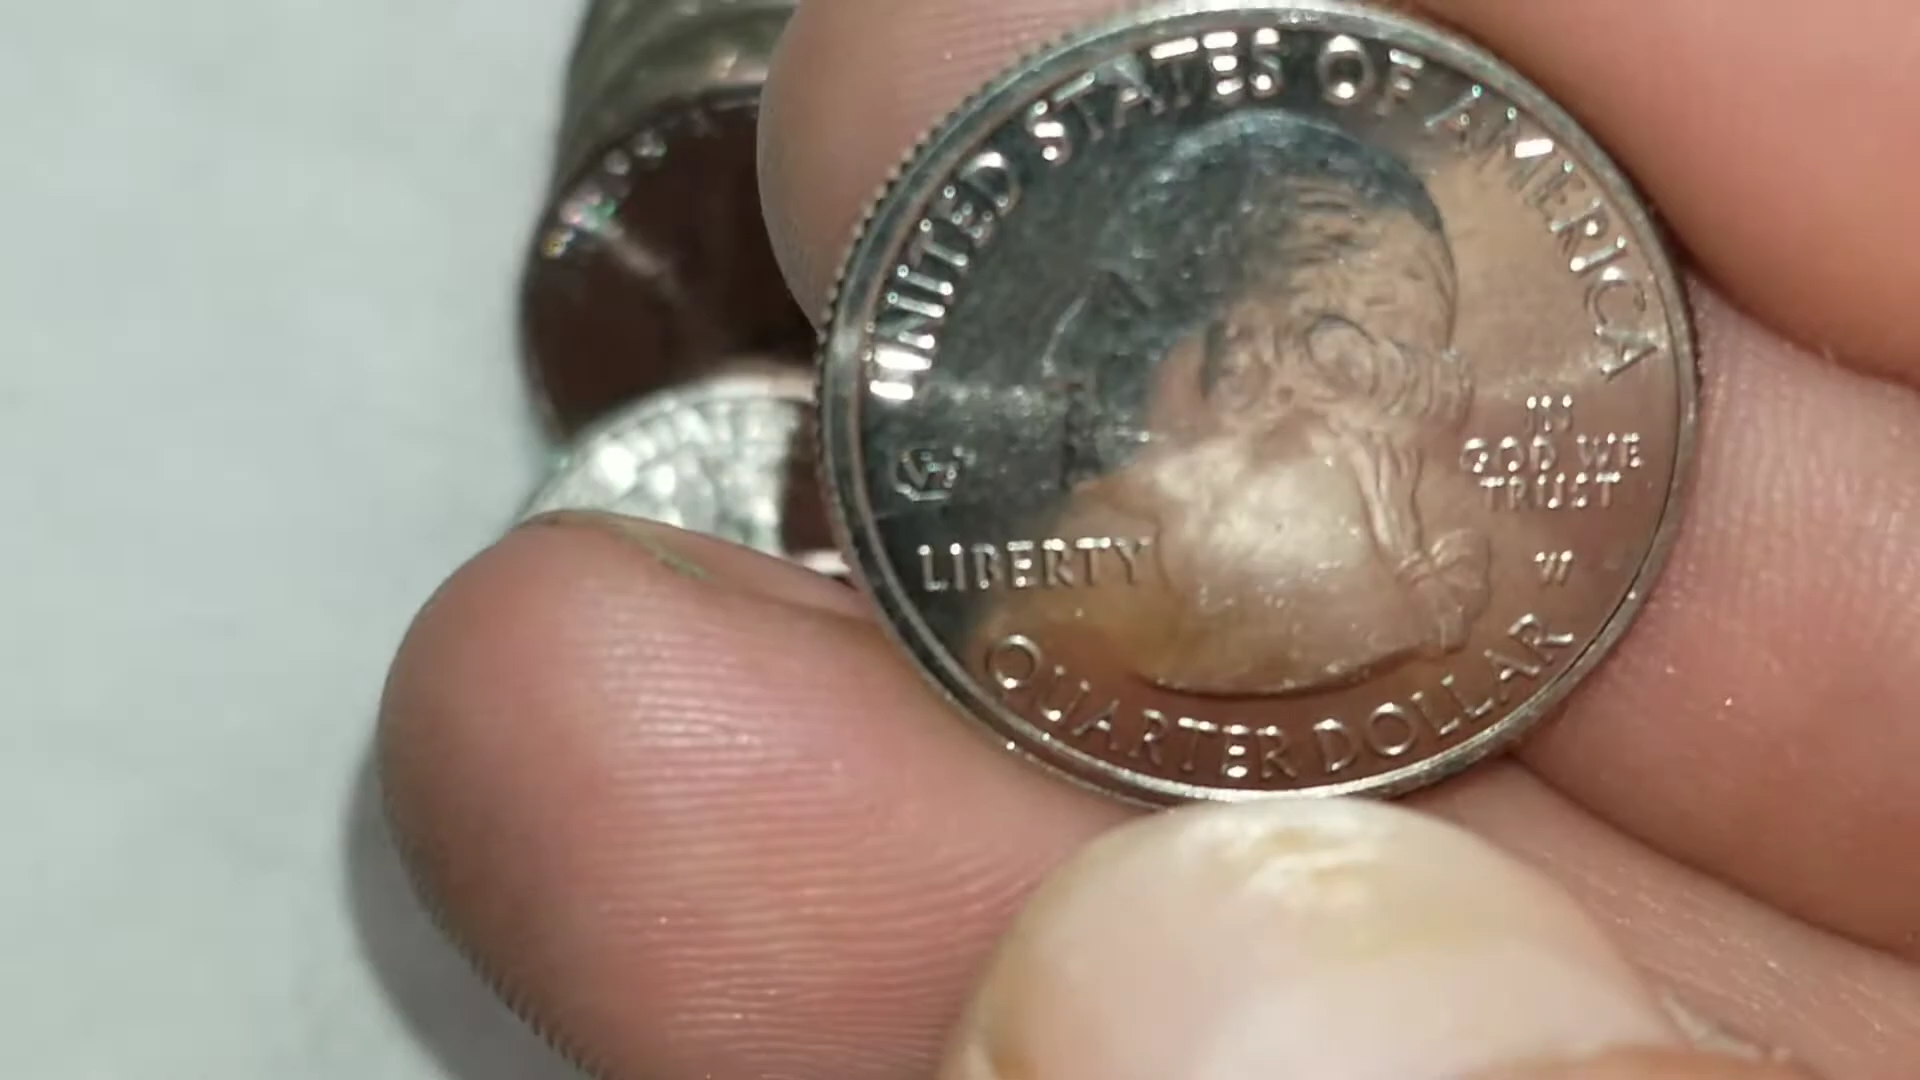 UNITED STATES OF AMERICA
IN
GOD WE
TRUST
LIBERTY
W
QUARTER DOLLAR